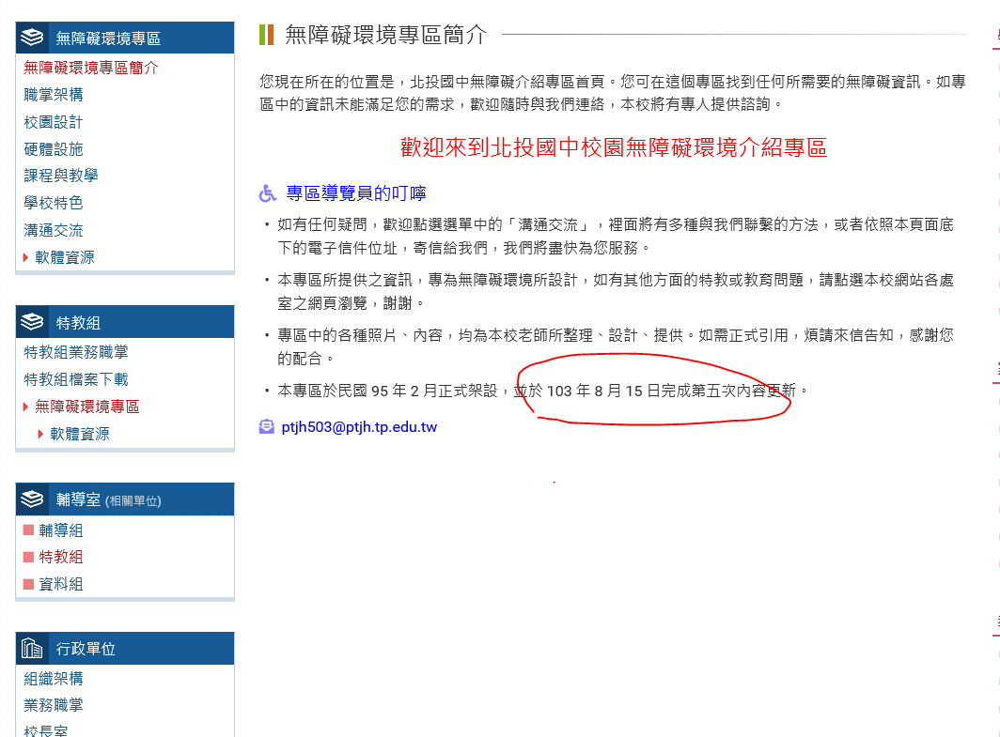 無障礙環境專區
無障礙環境專區簡介
職掌架構
校園設計
硬體設施
課程與教學
學校特色
溝通交流
軟體資源
特教組
特教組業務職掌
特教組檔案下載
無障礙環境專區
軟體資源
輔導室 (相關單位)
輔導組
特教組
資料組
行政單位
組織架構
業務職掌
校長室
無障礙環境專區簡介
您現在所在的位置是，北投國中無障礙介紹專區首頁。您可在這個專區找到任何所需要的無障礙資訊。如專
區中的資訊未能滿足您的需求，歡迎隨時與我們連絡，本校將有專人提供諮詢。
歡迎來到北投國中校園無障礙環境介紹專區
專區導覽員的叮嚀
• 如有任何疑問，歡迎點選選單中的「溝通交流」，裡面將有多種與我們聯繫的方法，或者依照本頁面底
下的電子信件位址，寄信給我們，我們將盡快為您服務。
• 本專區所提供之資訊，專為無障礙環境所設計，如有其他方面的特教或教育問題，請點選本校網站各處
室之網頁瀏覽，謝謝。
• 專區中的各種照片、內容，均為本校老師所整理、設計、提供。如需正式引用，煩請來信告知，感謝您
的配合。
• 本專區於民國 95 年 2 月正式架設，並於 103 年 8 月 15 日完成第五次內容更新。
ptjh503@ptjh.tp.edu.tw